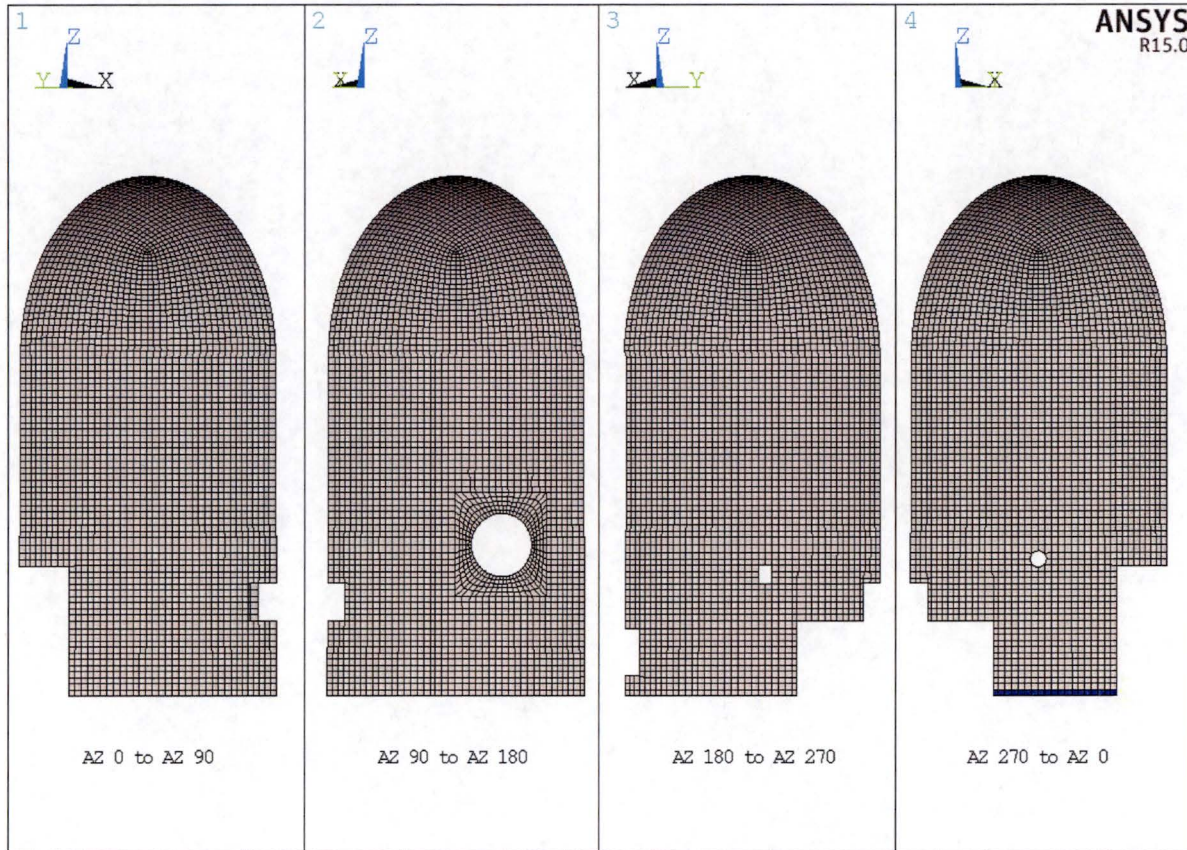 1
2
3
4
ANSYS
R15.0
Z
Y X
Z
X
Z
X Y
Z
X
AZ 0 to AZ 90
AZ 90 to AZ 180
AZ 180 to AZ 270
AZ 270 to AZ 0